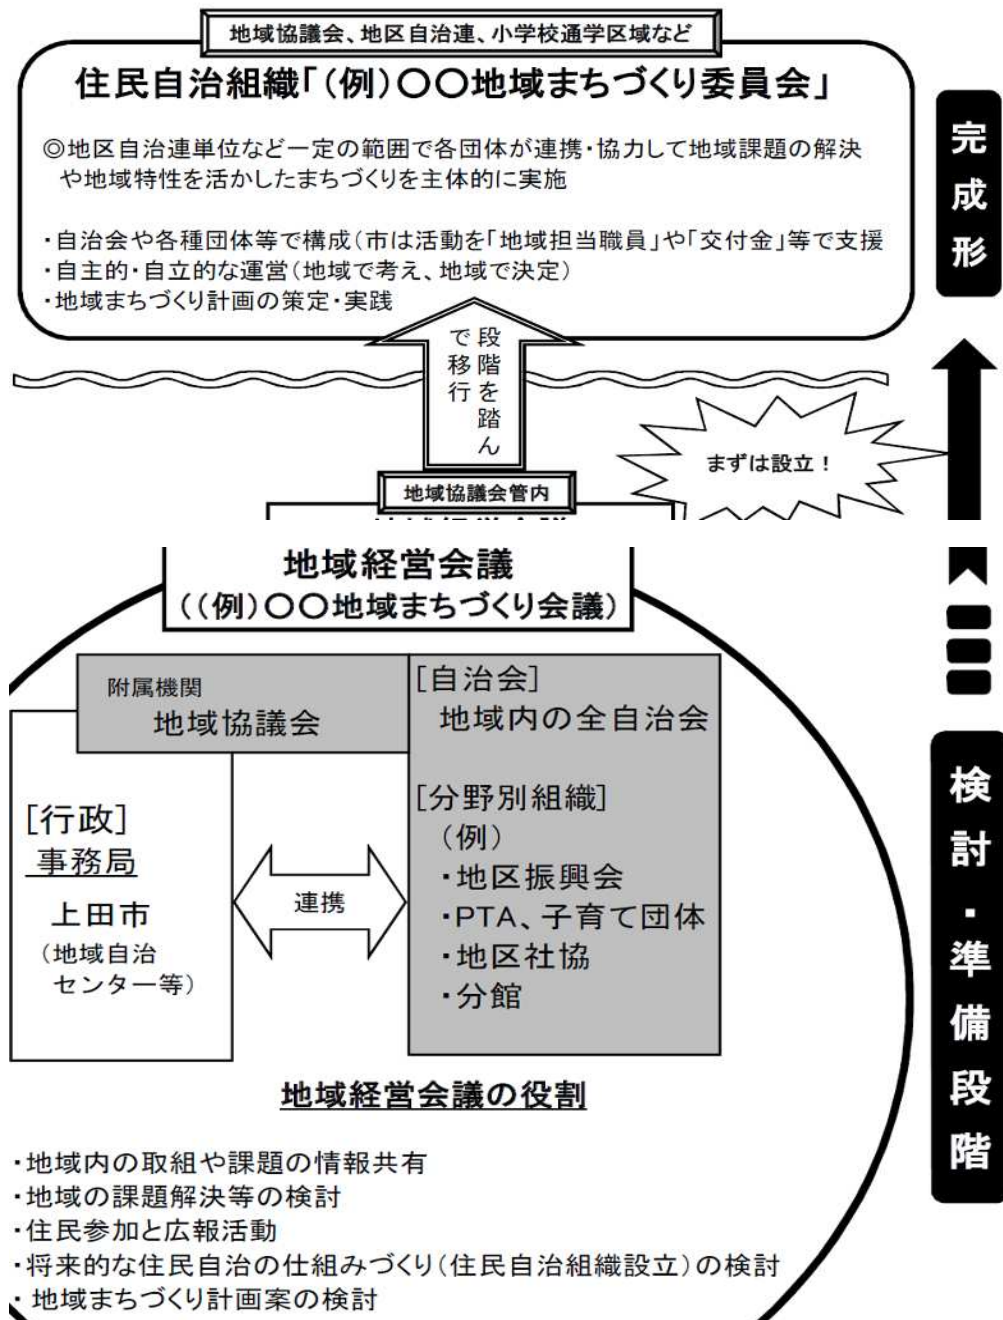 地域協議会、地区自治連、小学校通学区域など
住民自治組織「(例)〇〇地域まちづくり委員会」
◎地区自治連単位など一定の範囲で各団体が連携・協力して地域課題の解決
や地域特性を活かしたまちづくりを主体的に実施
・自治会や各種団体等で構成(市は活動を「地域担当職員」や「交付金」等で支援
・自主的・自立的な運営(地域で考え、地域で決定)
・地域まちづくり計画の策定・実践
完成形
段階を踏ん
で移行
まずは設立！
地域協議会管内
地域経営会議
地域経営会議
((例)〇〇地域まちづくり会議)
附属機関
地域協議会
[自治会]
地域内の全自治会
[分野別組織]
(例)
・地区振興会
・PTA、子育て団体
・地区社協
・分館
[行政]
事務局
上田市
(地域自治
センター等)
連携
検討・準備段階
地域経営会議の役割
・地域内の取組や課題の情報共有
・地域の課題解決等の検討
・住民参加と広報活動
・将来的な住民自治の仕組みづくり(住民自治組織設立)の検討
・地域まちづくり計画案の検討